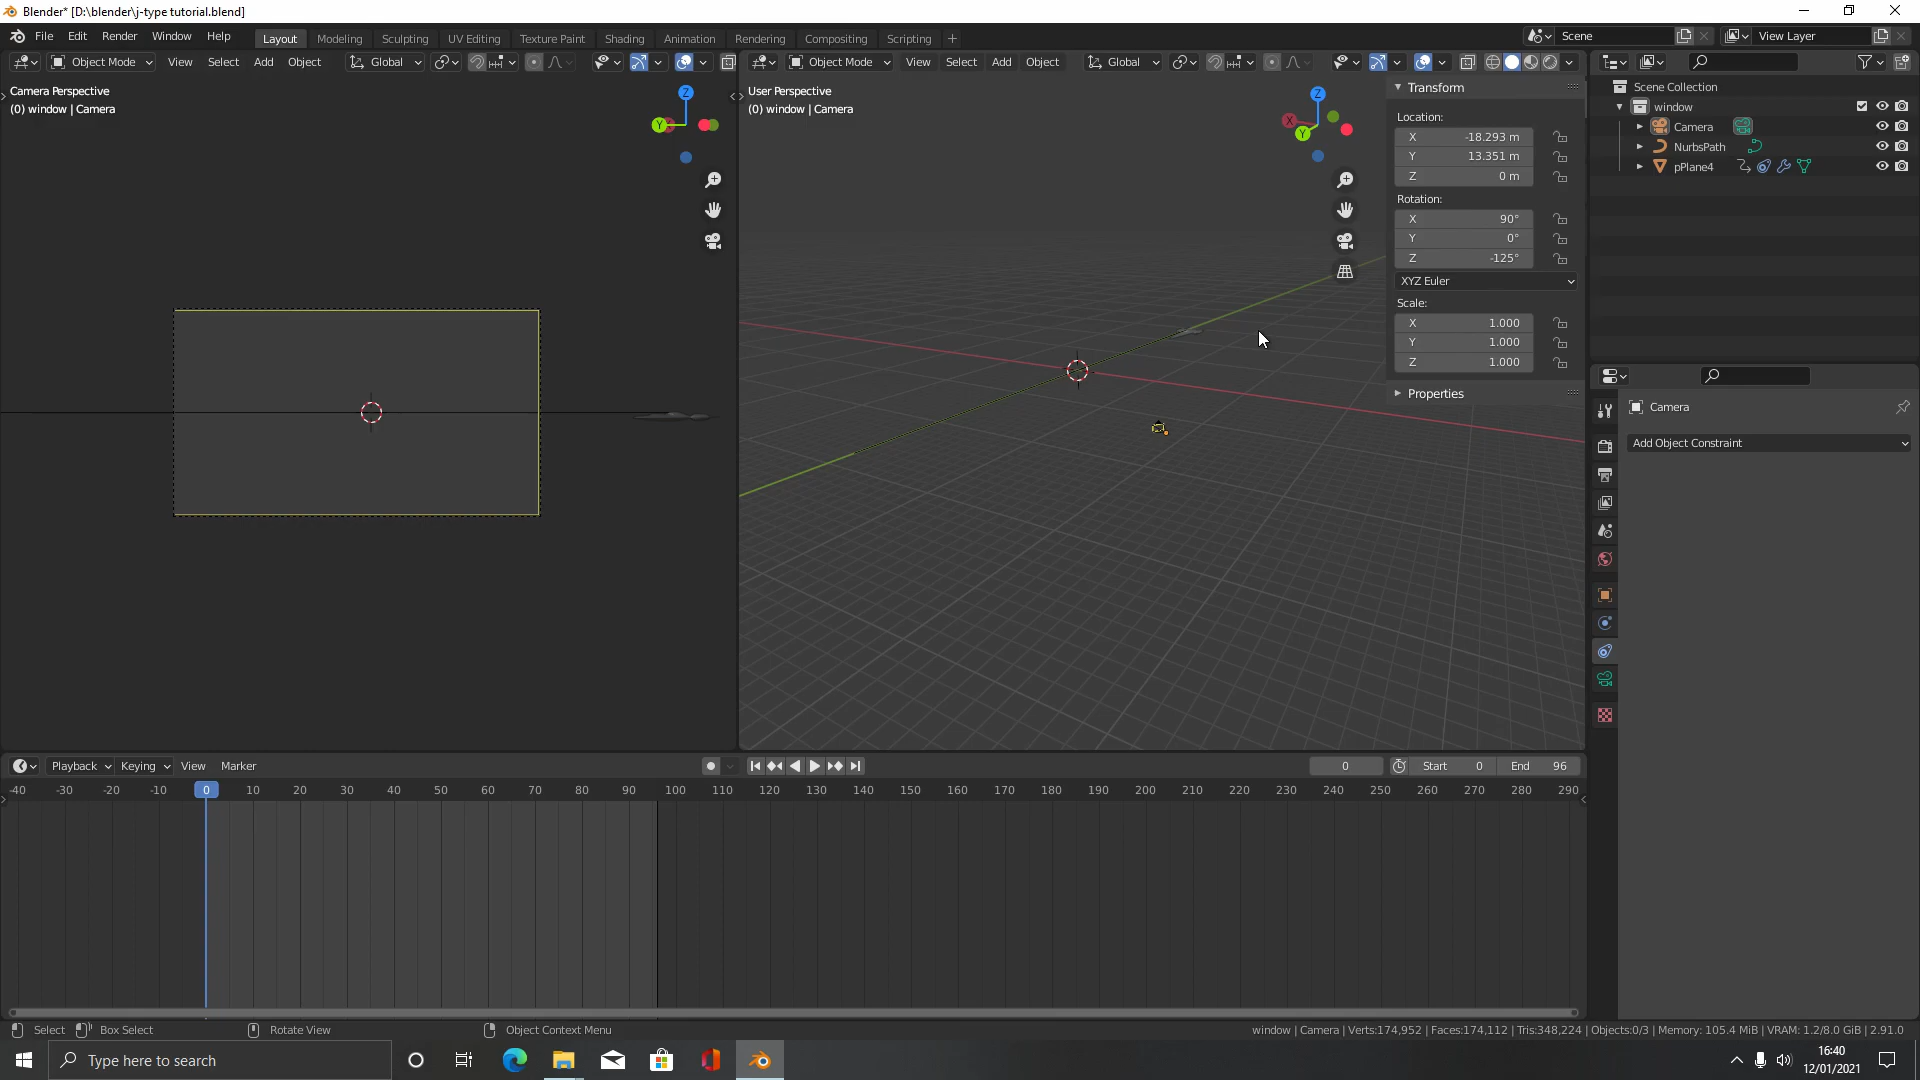 Blender* [D:\blender\j-type tutorial.blend]
File Edit Render Window Help Layout Modeling Sculpting UV Editing Texture Paint Shading Animation Rendering Compositing Scripting + Scene View Layer
Object Mode View Select Add Object Global Object Mode View Select Add Object Global
Camera Perspective
(0) window | Camera
User Perspective
(0) window | Camera
Z
Y
Z
X
Y
Transform
Location:
X -18.293 m
Y 13.351 m
Z 0 m
Rotation:
X 90°
Y 0°
Z -125°
XYZ Euler
Scale:
X 1.000
Y 1.000
Z 1.000
Properties
Scene Collection
window
Camera
NurbsPath
pPlane4
Camera
Add Object Constraint
Playback Keying View Marker 0 Start 0 End 96
-40 -30 -20 -10 0 10 20 30 40 50 60 70 80 90 100 110 120 130 140 150 160 170 180 190 200 210 220 230 240 250 260 270 280 290
Select Box Select Rotate View Object Context Menu window | Camera | Verts:174,952 | Faces:174,112 | Tris:348,224 | Objects:0/3 | Memory: 105.4 MiB | VRAM: 1.2/8.0 GiB | 2.91.0
Type here to search
16:40
12/01/2021